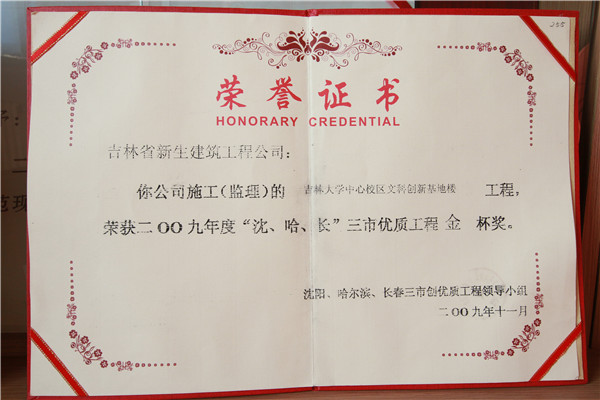 255
荣誉证书
HONORARY CREDENTIAL
吉林省新生建筑工程公司：
你公司施工（监理）的 吉林大学中心校区文科创新基地楼 工程，
荣获二OO九年度“沈、哈、长”三市优质工程 金 杯奖。
沈阳、哈尔滨、长春三市创优质工程领导小组
二OO九年十一月